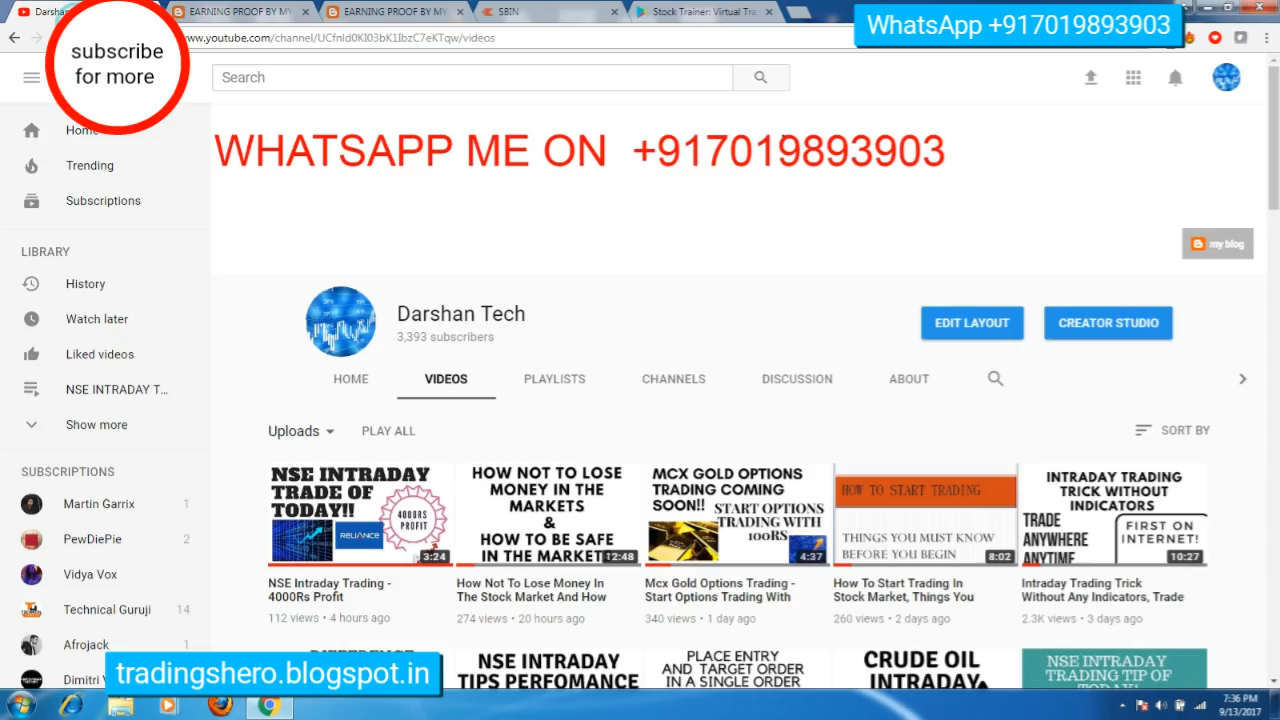 Darshan
EARNING PROOF BY MY
EARNING PROOF BY MY
SBIN
Stock Trainer: Virtual Tra
WhatsApp +917019893903
subscribe
for more
ww.youtube.com/channel/UCfnId0KI03bK1IbzC7eKTqw/videos
Search
Home
WHATSAPP ME ON +917019893903
Trending
Subscriptions
my blog
LIBRARY
History
Watch later
Liked videos
NSE INTRADAY T...
Show more
Darshan Tech
3,393 subscribers
EDIT LAYOUT
CREATOR STUDIO
HOME VIDEOS PLAYLISTS CHANNELS DISCUSSION ABOUT
Uploads PLAY ALL SORT BY
SUBSCRIPTIONS
Martin Garrix 1
PewDiePie 2
Vidya Vox
Technical Guruji 14
Afrojack 1
Dimitri V
NSE INTRADAY
TRADE OF
TODAY!!
4000RS
PROFIT
RELIANCE
3:24
NSE Intraday Trading -
4000Rs Profit
112 views • 4 hours ago
HOW NOT TO LOSE
MONEY IN THE
MARKETS
&
HOW TO BE SAFE
IN THE MARKET
12:48
How Not To Lose Money In
The Stock Market And How
274 views • 20 hours ago
MCX GOLD OPTIONS
TRADING COMING
SOON!!
START OPTIONS
TRADING WITH
100RS
4:37
Mcx Gold Options Trading -
Start Options Trading With
340 views • 1 day ago
HOW TO START TRADING
THINGS YOU MUST KNOW
BEFORE YOU BEGIN
8:02
How To Start Trading In
Stock Market, Things You
260 views • 2 days ago
INTRADAY TRADING
TRICK WITHOUT
INDICATORS
TRADE
ANYWHERE
ANYTIME
FIRST ON
INTERNET!
10:27
Intraday Trading Trick
Without Any Indicators, Trade
2.3K views • 3 days ago
NSE INTRADAY
TIPS PERFOMANCE
PLACE ENTRY
AND TARGET ORDER
IN A SINGLE ORDER
CRUDE OIL
INTRADAY
NSE INTRADAY
TRADING TIP OF
TODAY!
tradingshero.blogspot.in
7:36 PM
9/13/2017